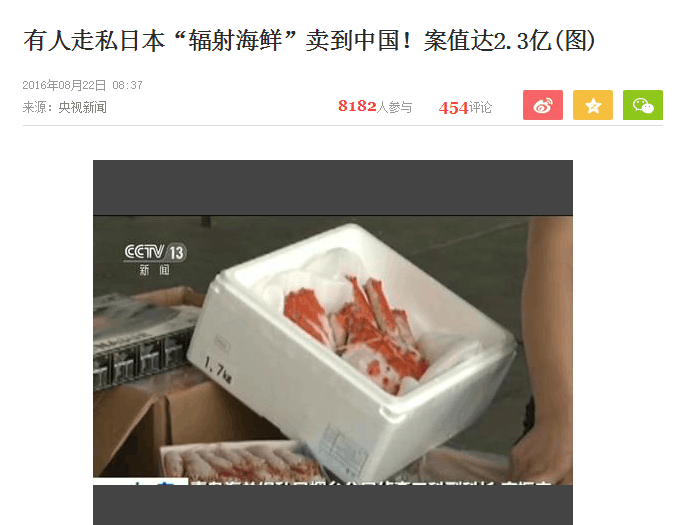 有人走私日本“辐射海鲜”卖到中国！案值达2.3亿(图)
2016年08月22日 08:37
来源：央视新闻
8182人参与 454评论
CCTV 13
新闻
1.7㎏